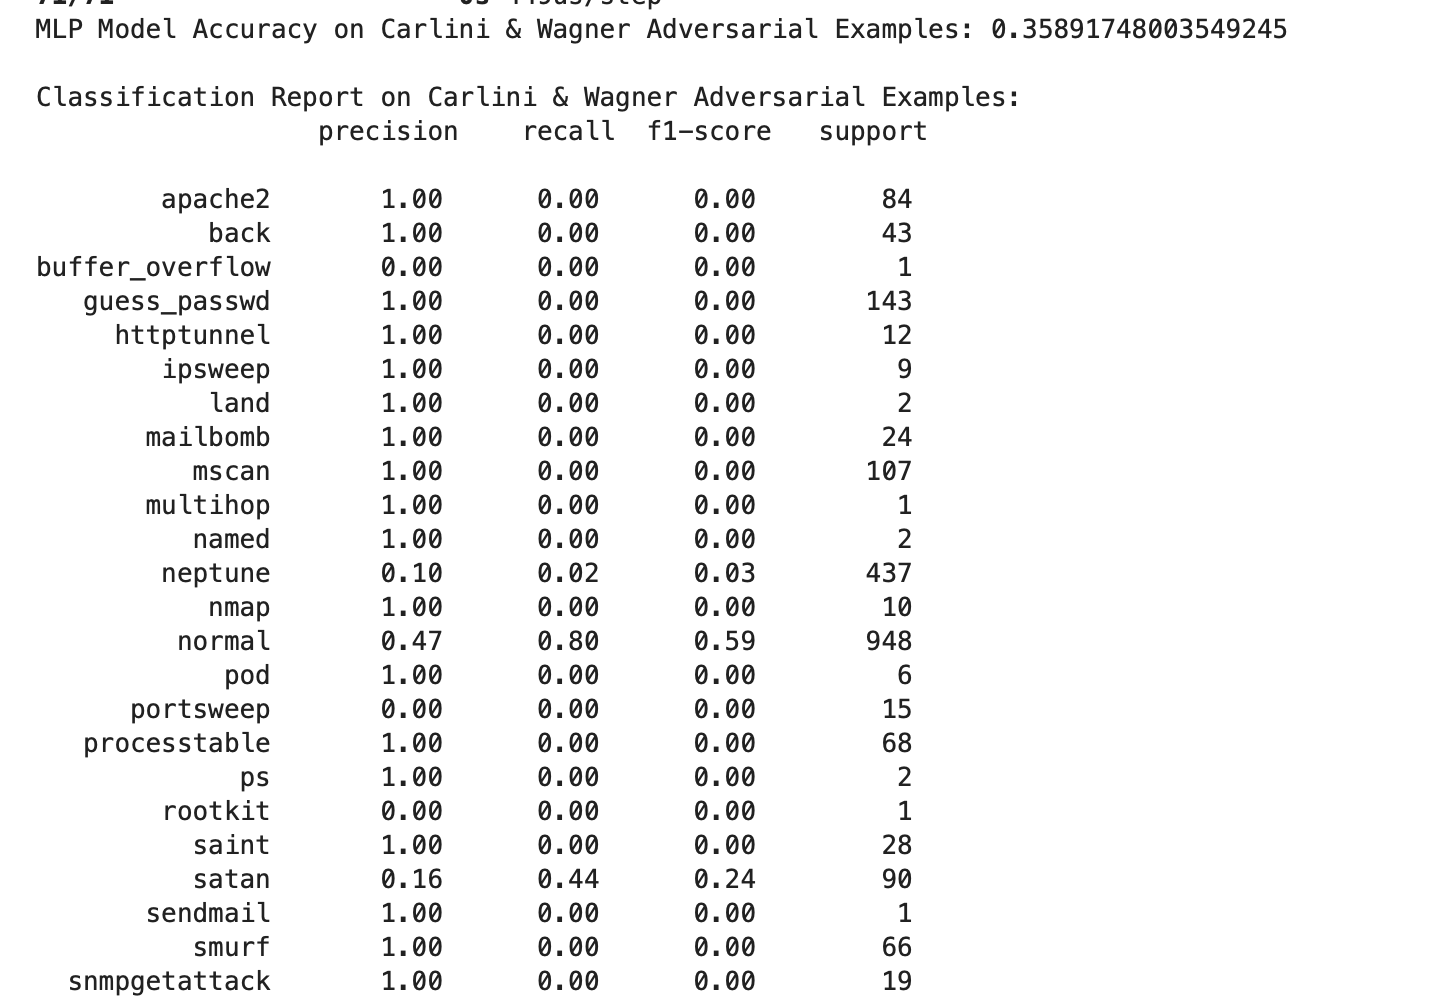 MLP Model Accuracy on Carlini & Wagner Adversarial Examples: 0.35891748003549245
Classification Report on Carlini & Wagner Adversarial Examples:
precision recall f1-score support
apache2 1.00 0.00 0.00 84
back 1.00 0.00 0.00 43
buffer_overflow 0.00 0.00 0.00 1
guess_passwd 1.00 0.00 0.00 143
httptunnel 1.00 0.00 0.00 12
ipsweep 1.00 0.00 0.00 9
land 1.00 0.00 0.00 2
mailbomb 1.00 0.00 0.00 24
mscan 1.00 0.00 0.00 107
multihop 1.00 0.00 0.00 1
named 1.00 0.00 0.00 2
neptune 0.10 0.02 0.03 437
nmap 1.00 0.00 0.00 10
normal 0.47 0.80 0.59 948
pod 1.00 0.00 0.00 6
portsweep 0.00 0.00 0.00 15
processtable 1.00 0.00 0.00 68
ps 1.00 0.00 0.00 2
rootkit 0.00 0.00 0.00 1
saint 1.00 0.00 0.00 28
satan 0.16 0.44 0.24 90
sendmail 1.00 0.00 0.00 1
smurf 1.00 0.00 0.00 66
snmpgetattack 1.00 0.00 0.00 19